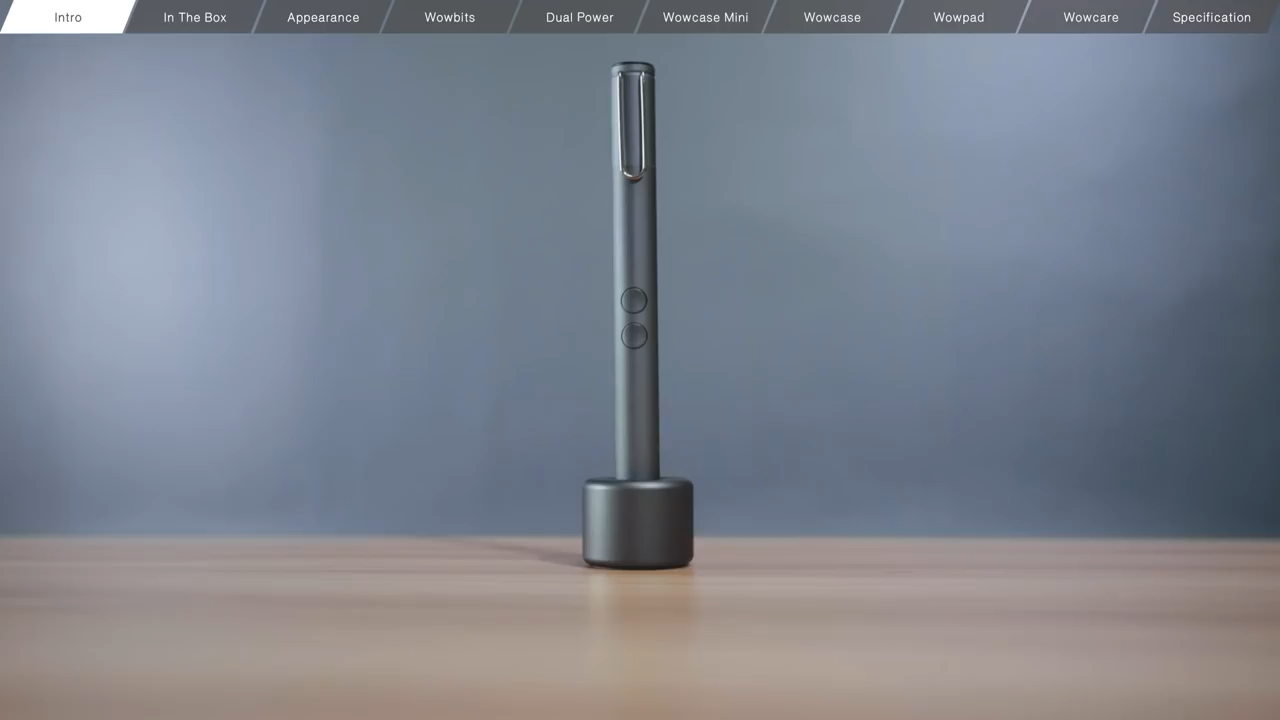 Intro
In The Box
Appearance
Wowbits
Dual Power
Wowcase Mini
Wowcase
Wowpad
Wowcare
Specification